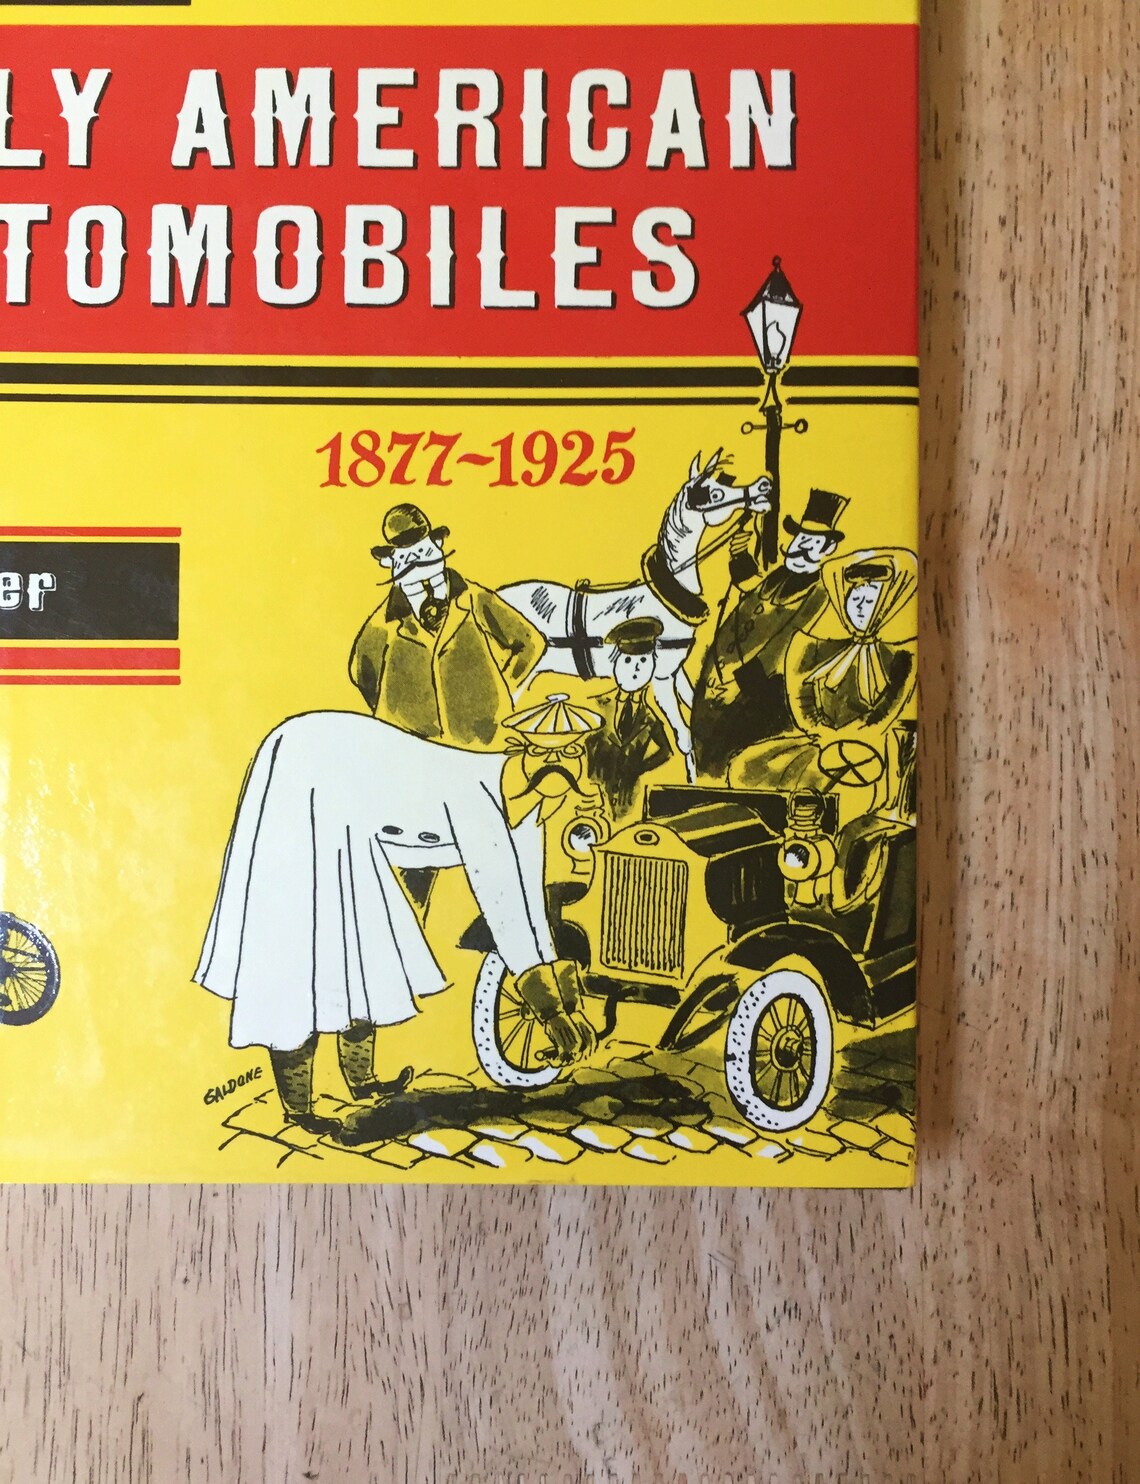 LY AMERICAN
TOMOBILES
1877~1925
er
GALDONE